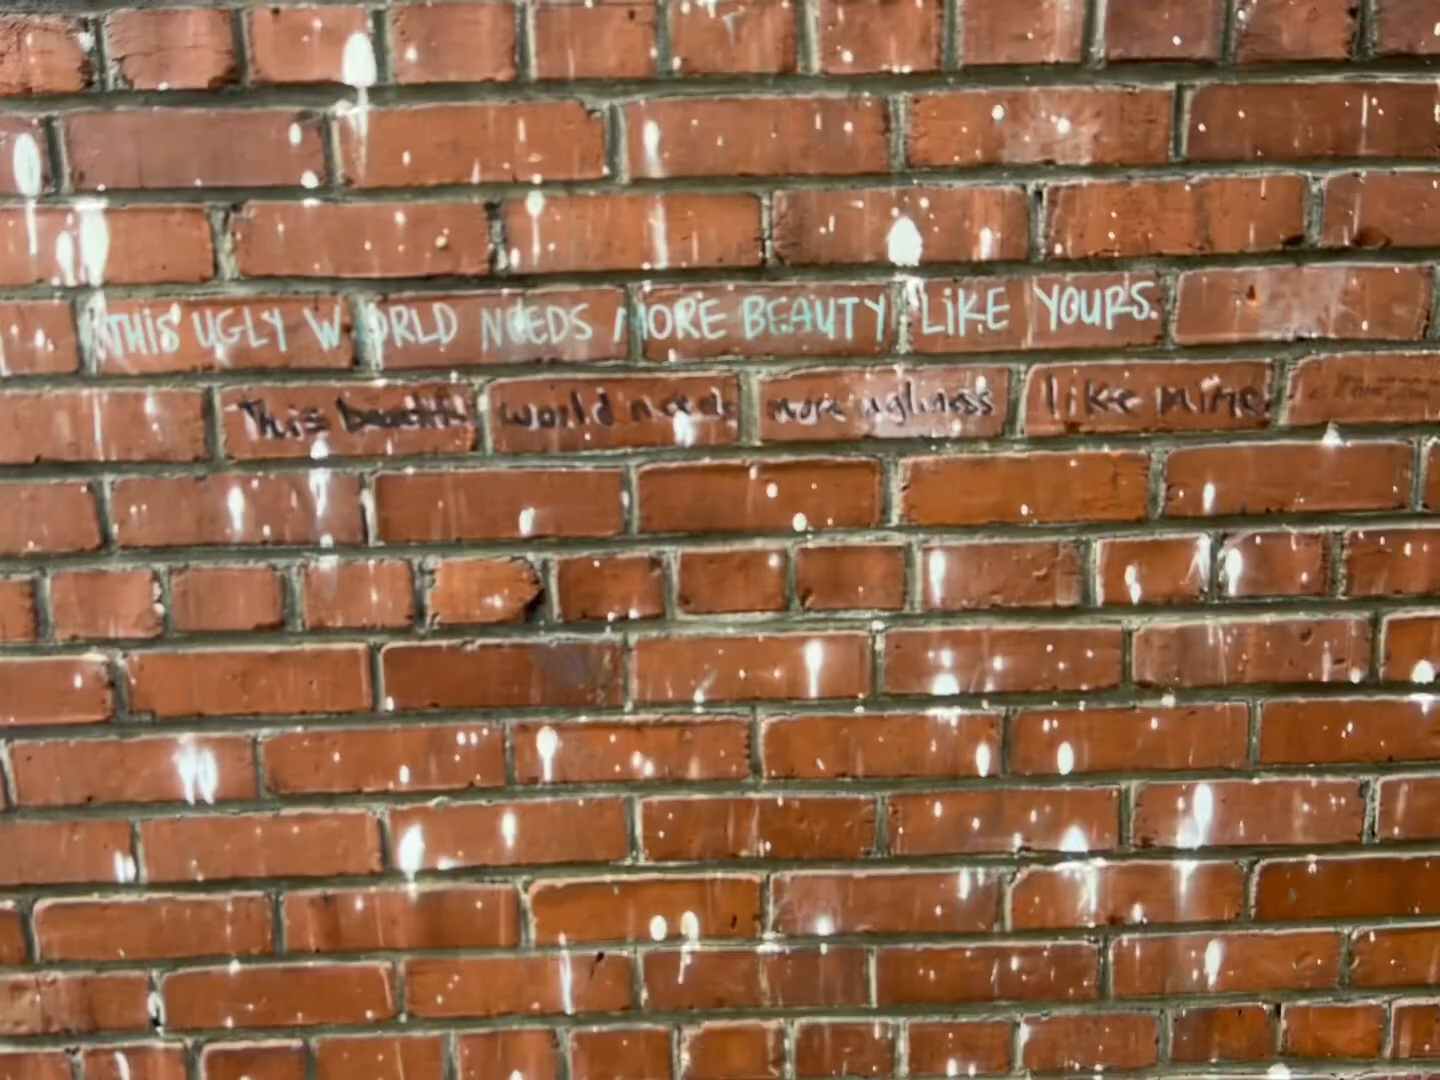 THIS UGLY WORLD NEEDS MORE BEAUTY LIKE YOURS.
This beautiful world needs more ugliness like mine.